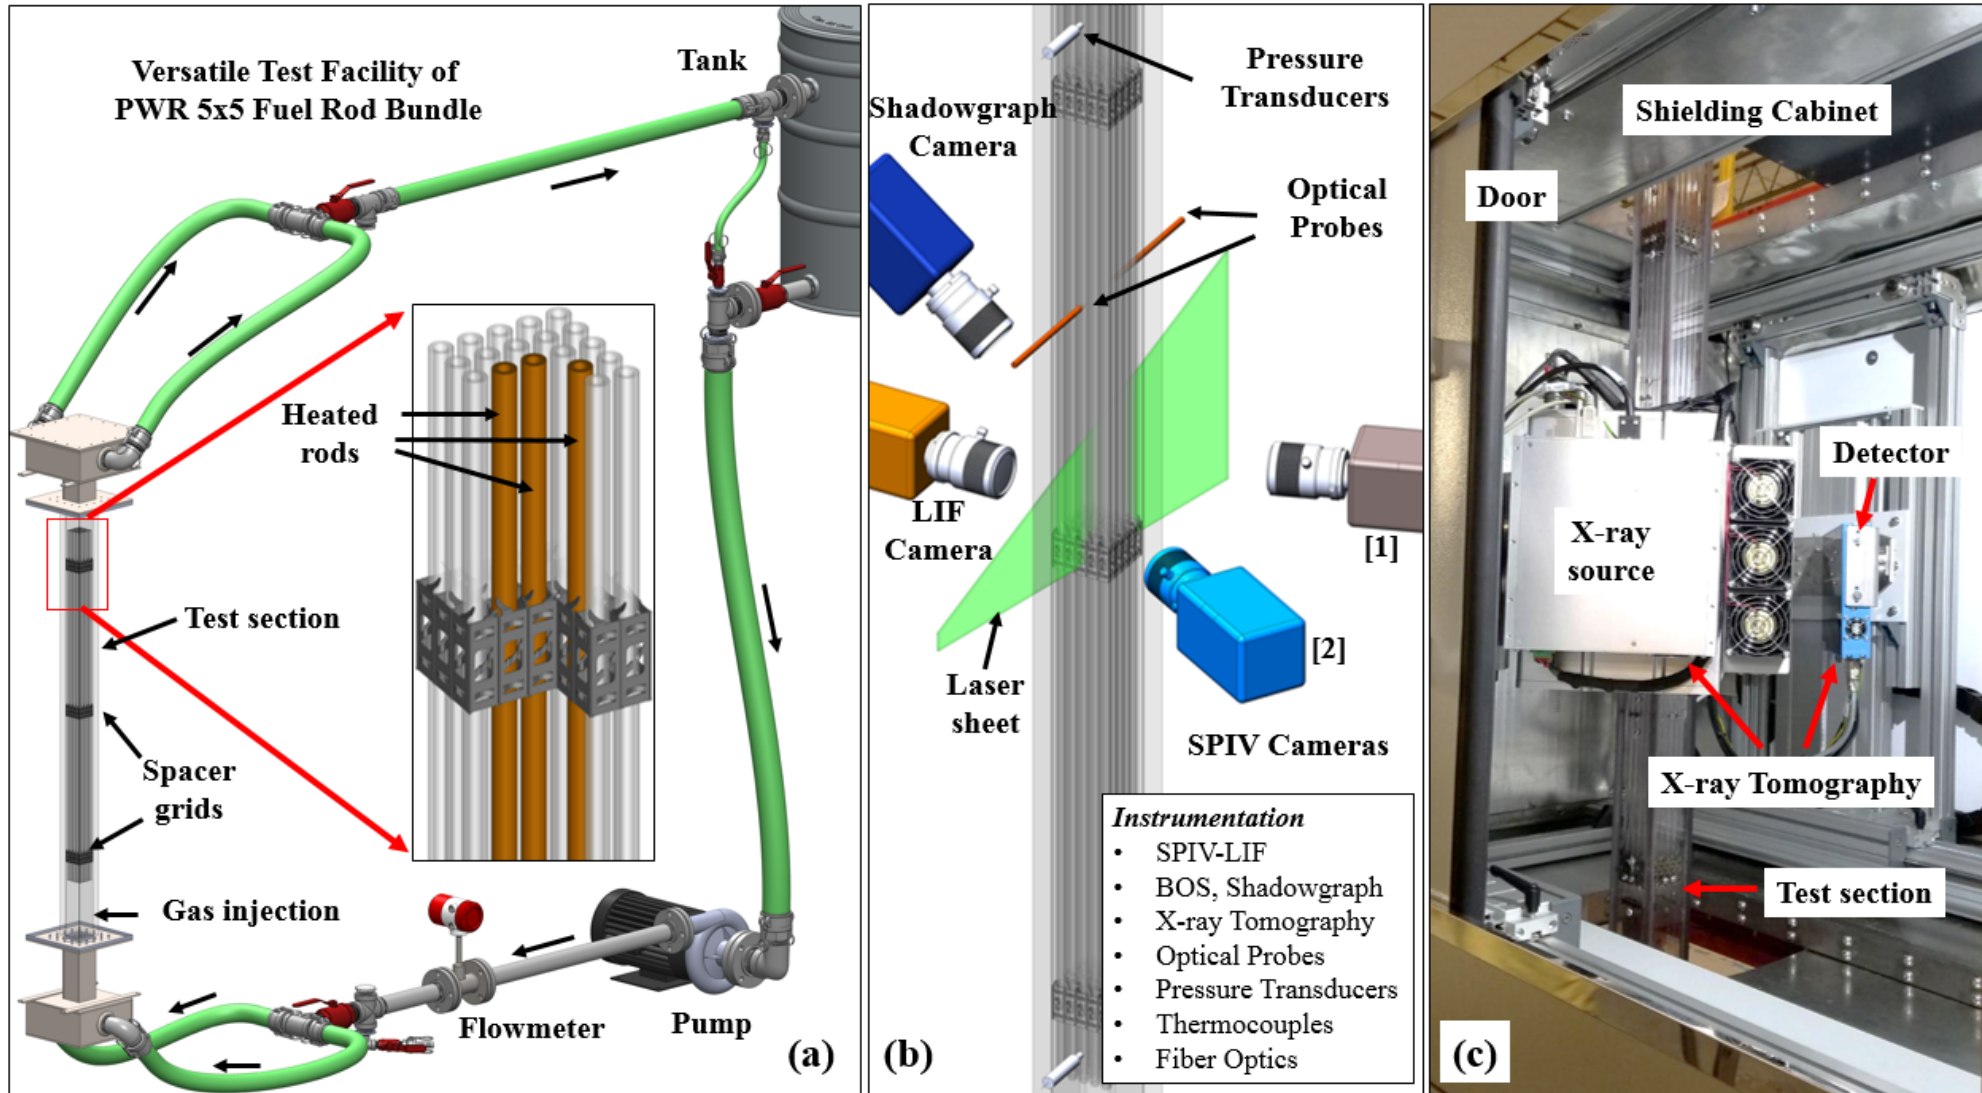 Versatile Test Facility of
PWR 5x5 Fuel Rod Bundle
Tank
Heated
rods
Test section
Spacer
grids
Gas injection
Flowmeter
Pump
(a)
Pressure
Transducers
Shadowgraph
Camera
Optical
Probes
LIF
Camera
[1]
[2]
Laser
sheet
SPIV Cameras
Instrumentation
• SPIV-LIF
• BOS, Shadowgraph
• X-ray Tomography
• Optical Probes
• Pressure Transducers
• Thermocouples
• Fiber Optics
(b)
Shielding Cabinet
Door
Detector
X-ray
source
X-ray Tomography
Test section
(c)